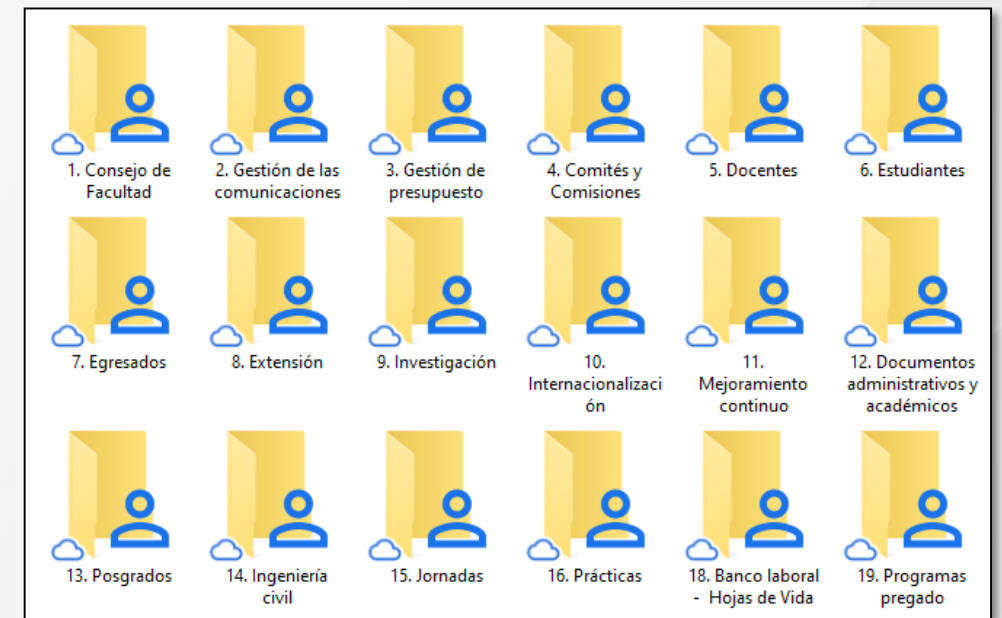 1. Consejo de
Facultad
2. Gestión de las
comunicaciones
3. Gestión de
presupuesto
4. Comités y
Comisiones
5. Docentes
6. Estudiantes
7. Egresados
8. Extensión
9. Investigación
10.
Internacionalizaci
ón
11.
Mejoramiento
continuo
12. Documentos
administrativos y
académicos
13. Posgrados
14. Ingeniería
civil
15. Jornadas
16. Prácticas
18. Banco laboral
- Hojas de Vida
19. Programas
pregado